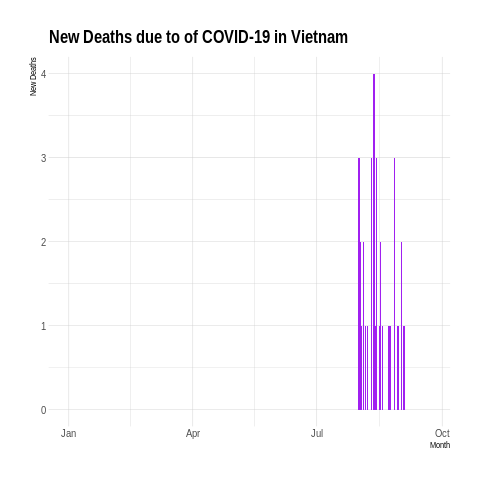 New Deaths due to of COVID-19 in Vietnam
New Deaths
4
3
2
1
0
Jan Apr Jul Oct
Month